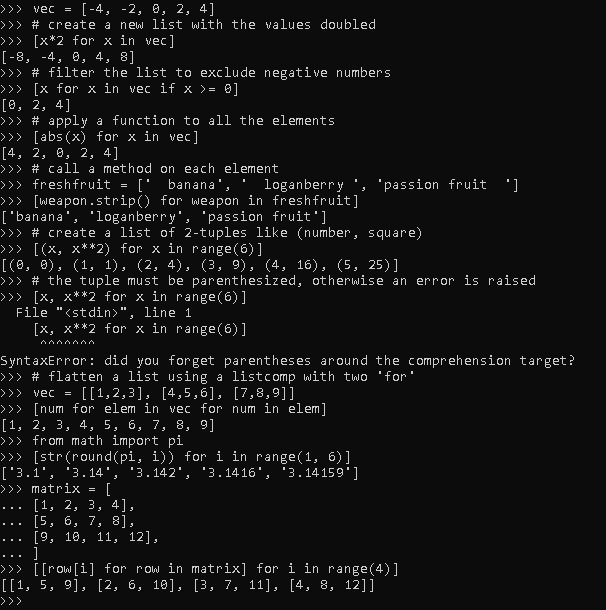 >>> vec = [-4, -2, 0, 2, 4]
>>> # create a new list with the values doubled
>>> [x*2 for x in vec]
[-8, -4, 0, 4, 8]
>>> # filter the list to exclude negative numbers
>>> [x for x in vec if x >= 0]
[0, 2, 4]
>>> # apply a function to all the elements
>>> [abs(x) for x in vec]
[4, 2, 0, 2, 4]
>>> # call a method on each element
>>> freshfruit = ['  banana', '  loganberry ', 'passion fruit  ']
>>> [weapon.strip() for weapon in freshfruit]
['banana', 'loganberry', 'passion fruit']
>>> # create a list of 2-tuples like (number, square)
>>> [(x, x**2) for x in range(6)]
[(0, 0), (1, 1), (2, 4), (3, 9), (4, 16), (5, 25)]
>>> # the tuple must be parenthesized, otherwise an error is raised
>>> [x, x**2 for x in range(6)]
  File "<stdin>", line 1
    [x, x**2 for x in range(6)]
     ^^^^^^^
SyntaxError: did you forget parentheses around the comprehension target?
>>> # flatten a list using a listcomp with two 'for'
>>> vec = [[1,2,3], [4,5,6], [7,8,9]]
>>> [num for elem in vec for num in elem]
[1, 2, 3, 4, 5, 6, 7, 8, 9]
>>> from math import pi
>>> [str(round(pi, i)) for i in range(1, 6)]
['3.1', '3.14', '3.142', '3.1416', '3.14159']
>>> matrix = [
... [1, 2, 3, 4],
... [5, 6, 7, 8],
... [9, 10, 11, 12],
... ]
>>> [[row[i] for row in matrix] for i in range(4)]
[[1, 5, 9], [2, 6, 10], [3, 7, 11], [4, 8, 12]]
>>>